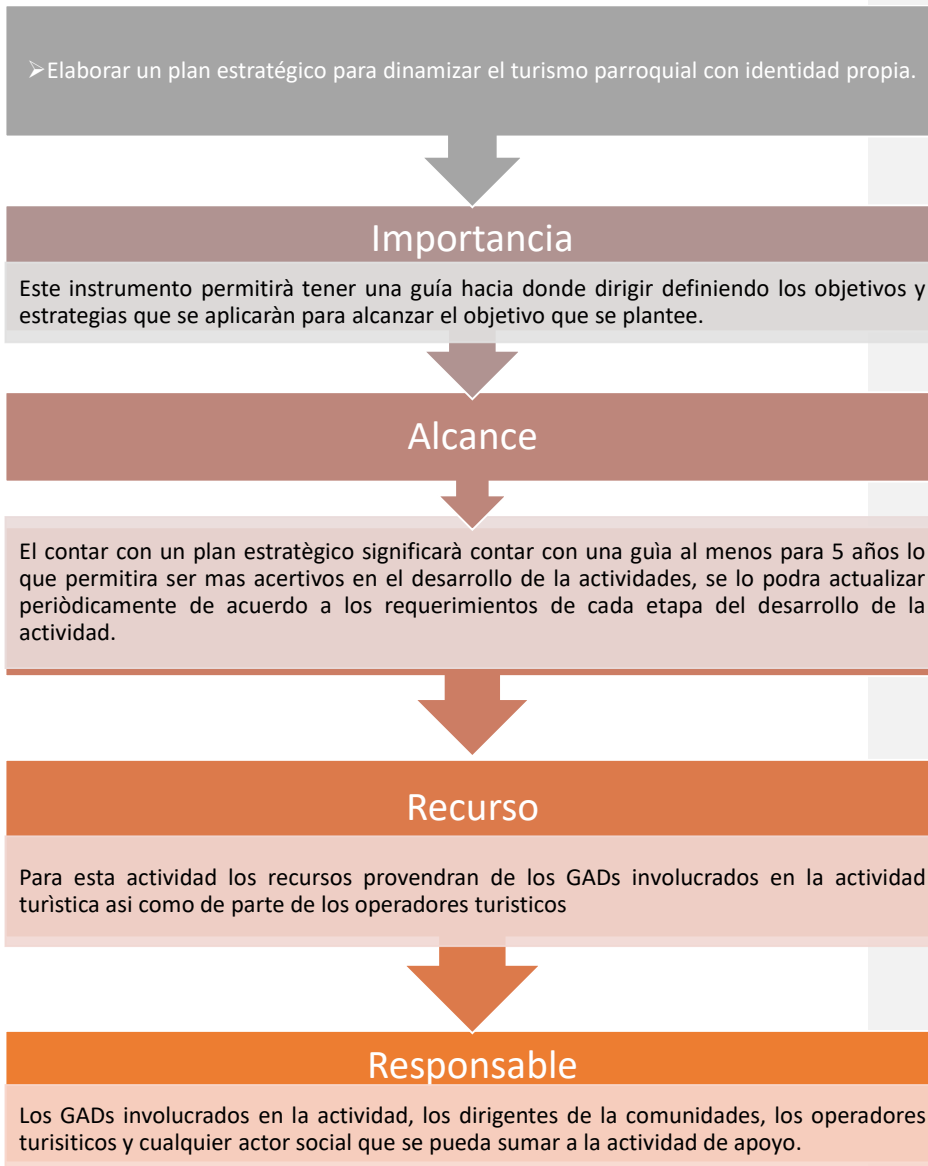 ➢Elaborar un plan estratégico para dinamizar el turismo parroquial con identidad propia.
Importancia
Este instrumento permitirà tener una guía hacia donde dirigir definiendo los objetivos y
estrategias que se aplicaràn para alcanzar el objetivo que se plantee.
Alcance
El contar con un plan estratègico significarà contar con una guìa al menos para 5 años lo
que permitira ser mas acertivos en el desarrollo de la actividades, se lo podra actualizar
periòdicamente de acuerdo a los requerimientos de cada etapa del desarrollo de la
actividad.
Recurso
Para esta actividad los recursos provendran de los GADs involucrados en la actividad
turìstica asi como de parte de los operadores turisticos
Responsable
Los GADs involucrados en la actividad, los dirigentes de la comunidades, los operadores
turisiticos y cualquier actor social que se pueda sumar a la actividad de apoyo.